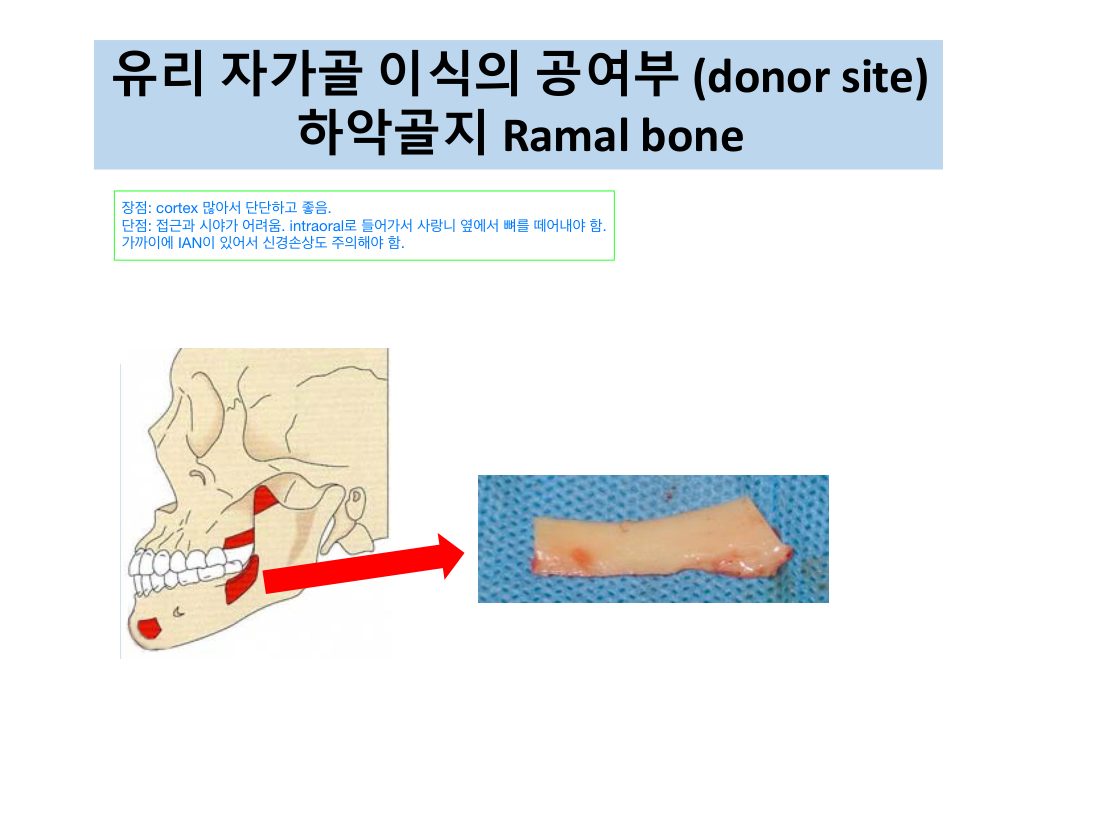 유리 자가골 이식의 공여부 (donor site)
하악골지 Ramal bone
장점: cortex 많아서 단단하고 좋음.
단점: 접근과 시야가 어려움. intraoral로 들어가서 사랑니 옆에서 뼈를 떼어내야 함.
가까이에 IAN이 있어서 신경손상도 주의해야 함.